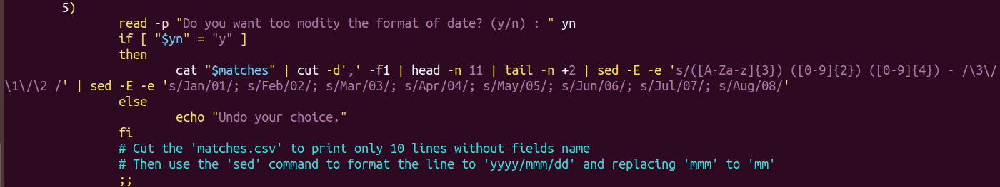 5)
read -p "Do you want too modity the format of date? (y/n) : " yn
if [ "$yn" = "y" ]
then
cat "$matches" | cut -d',' -f1 | head -n 11 | tail -n +2 | sed -E -e 's/([A-Za-z]{3}) ([0-9]{2}) ([0-9]{4}) - /\3\/
\1\/\2 /' | sed -E -e 's/Jan/01/; s/Feb/02/; s/Mar/03/; s/Apr/04/; s/May/05/; s/Jun/06/; s/Jul/07/; s/Aug/08/'
else
echo "Undo your choice."
fi
# Cut the 'matches.csv' to print only 10 lines without fields name
# Then use the 'sed' command to format the line to 'yyyy/mmm/dd' and replacing 'mmm' to 'mm'
;;